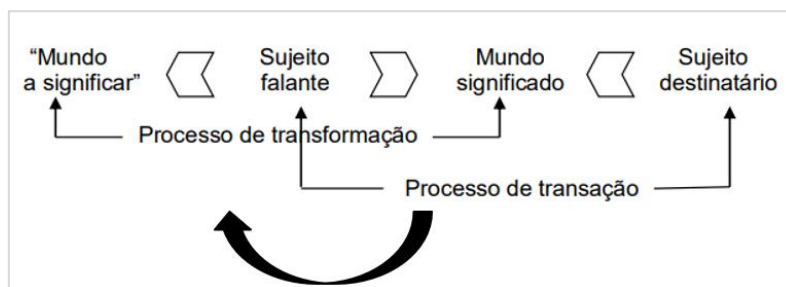 “Mundo
a significar”
Sujeito
falante
Mundo
significado
Sujeito
destinatário
Processo de transformação
Processo de transação